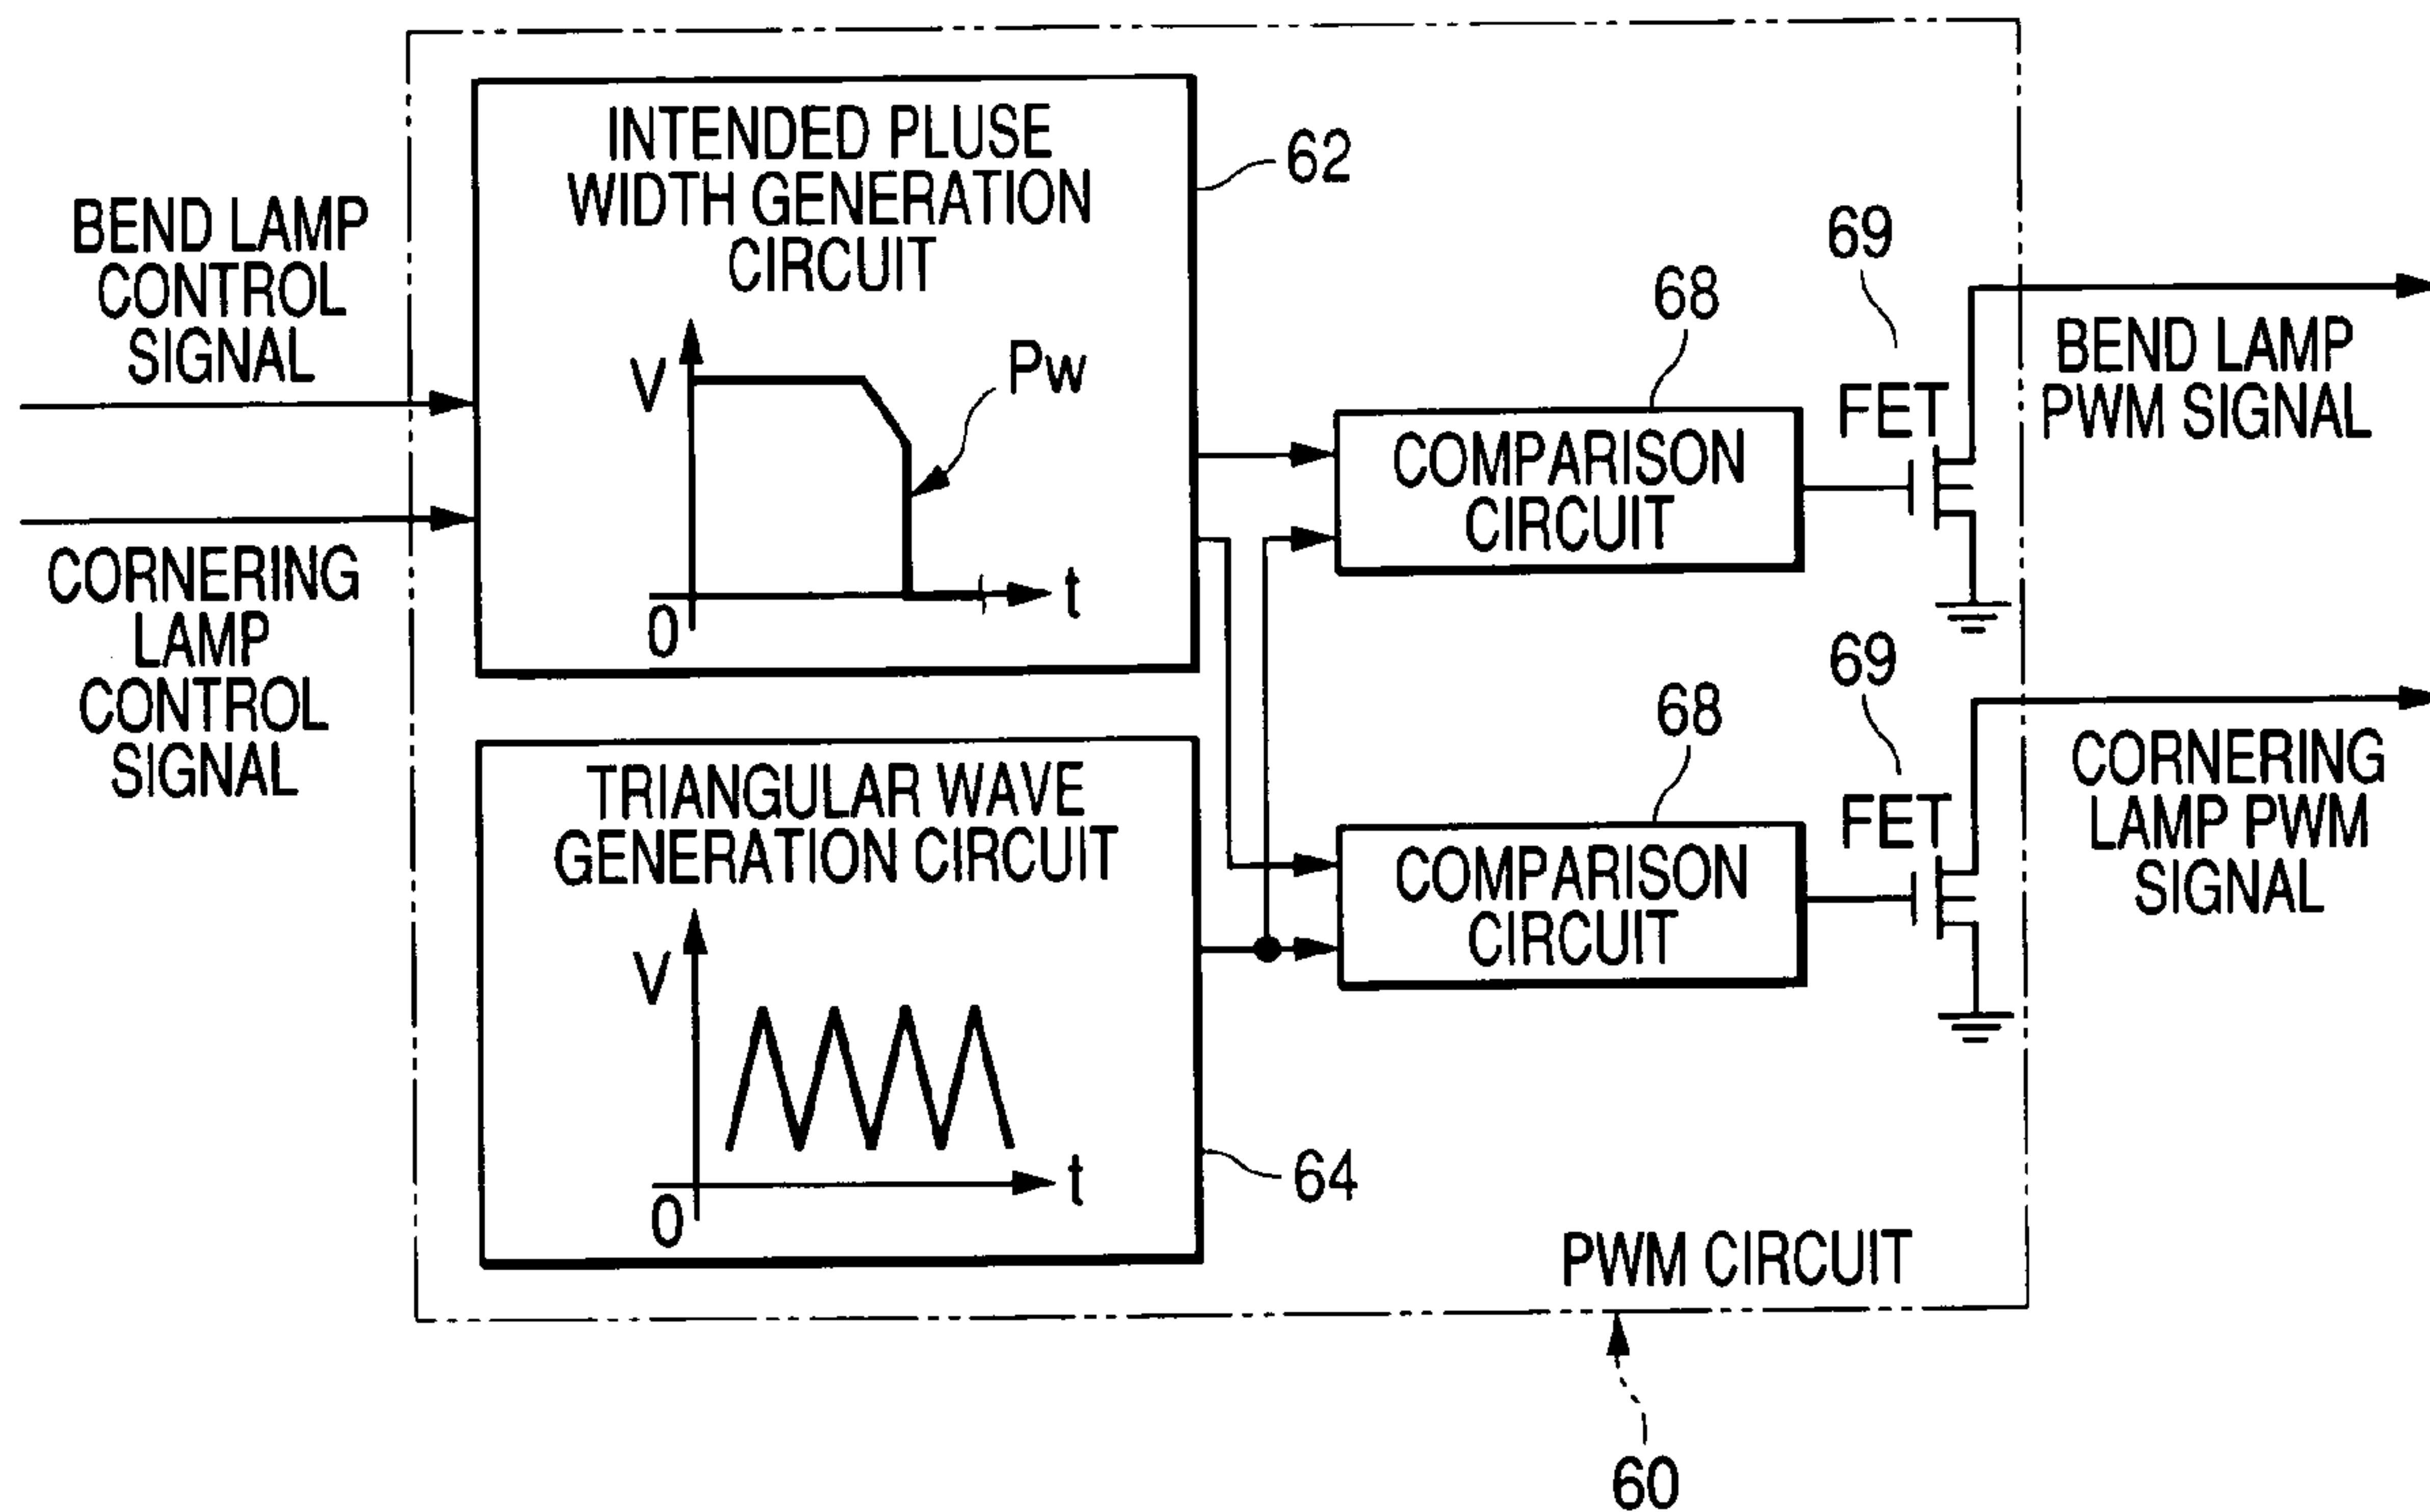 BEND LAMP
CONTROL
SIGNAL
CORNERING
LAMP
CONTROL
SIGNAL
INTENDED PLUSE
WIDTH GENERATION
CIRCUIT
V
Pw
0
t
62
TRIANGULAR WAVE
GENERATION CIRCUIT
V
0
t
64
68
COMPARISON
CIRCUIT
69
FET
BEND LAMP
PWM SIGNAL
68
COMPARISON
CIRCUIT
69
FET
CORNERING
LAMP PWM
SIGNAL
PWM CIRCUIT
60